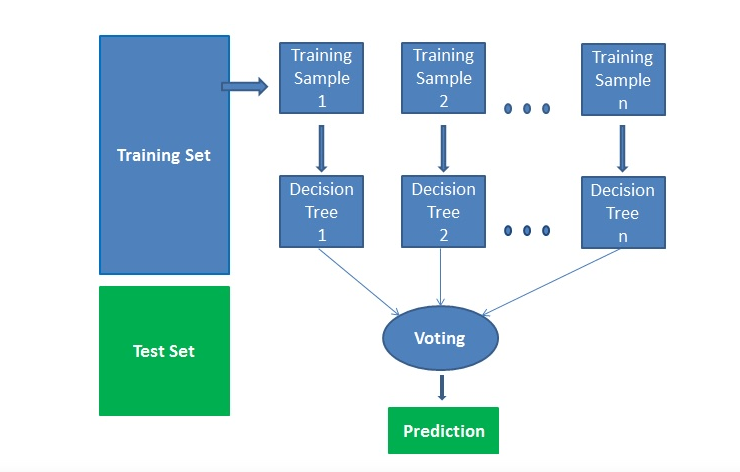 Training Set
Training
Sample
1
Training
Sample
2
Training
Sample
n
Decision
Tree
1
Decision
Tree
2
Decision
Tree
n
Test Set
Voting
Prediction